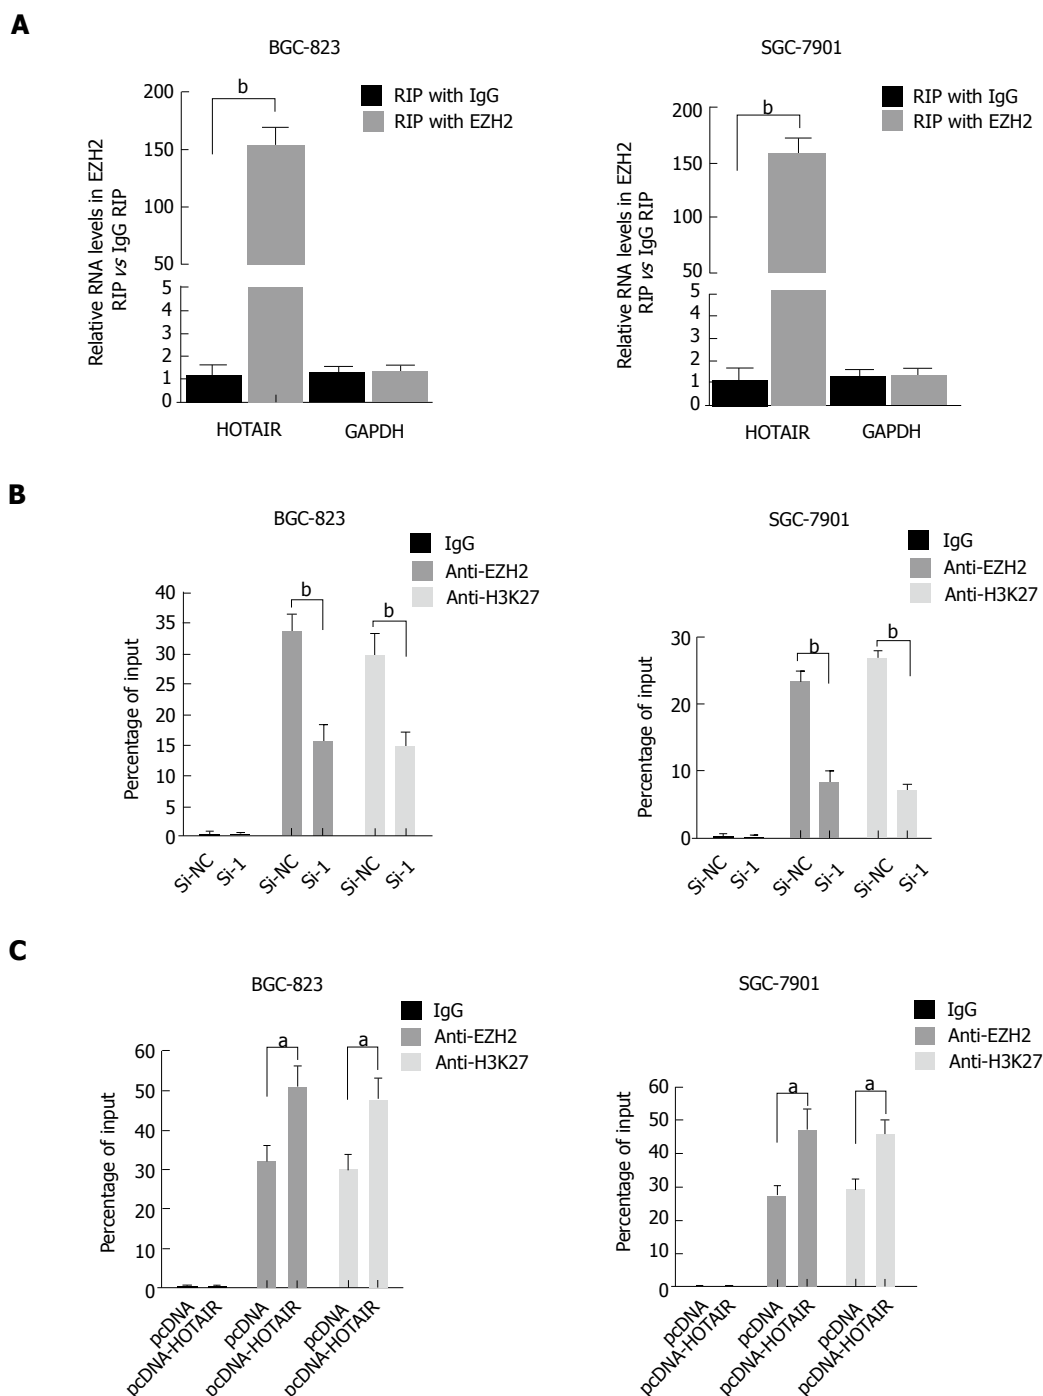 A
BGC-823
RIP with IgG
RIP with EZH2
Relative RNA levels in EZH2
RIP vs IgG RIP
200
150
100
50
5
4
3
2
1
0
b
HOTAIR
GAPDH
SGC-7901
RIP with IgG
RIP with EZH2
Relative RNA levels in EZH2
RIP vs IgG RIP
200
150
100
50
5
4
3
2
1
0
b
HOTAIR
GAPDH
B
BGC-823
IgG
Anti-EZH2
Anti-H3K27
Percentage of input
40
35
30
25
20
15
10
5
0
b
b
Si-NC
Si-1
Si-NC
Si-1
Si-NC
Si-1
SGC-7901
IgG
Anti-EZH2
Anti-H3K27
Percentage of input
30
20
10
0
b
b
Si-NC
Si-1
Si-NC
Si-1
Si-NC
Si-1
C
BGC-823
IgG
Anti-EZH2
Anti-H3K27
Percentage of input
60
50
40
30
20
10
0
a
a
pcDNA
pcDNA-HOTAIR
pcDNA
pcDNA-HOTAIR
pcDNA
pcDNA-HOTAIR
SGC-7901
IgG
Anti-EZH2
Anti-H3K27
Percentage of input
60
50
40
30
20
10
0
a
a
pcDNA
pcDNA-HOTAIR
pcDNA
pcDNA-HOTAIR
pcDNA
pcDNA-HOTAIR